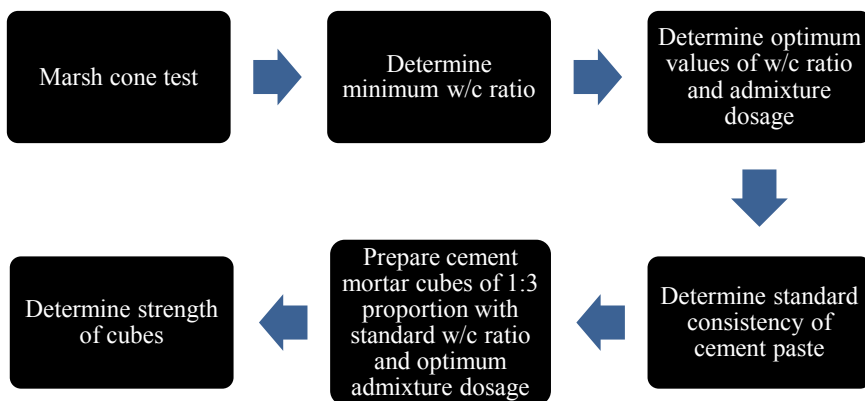 Marsh cone test
Determine
minimum w/c ratio
Determine optimum
values of w/c ratio
and admixture
dosage
Determine standard
consistency of
cement paste
Prepare cement
mortar cubes of 1:3
proportion with
standard w/c ratio
and optimum
admixture dosage
Determine strength
of cubes